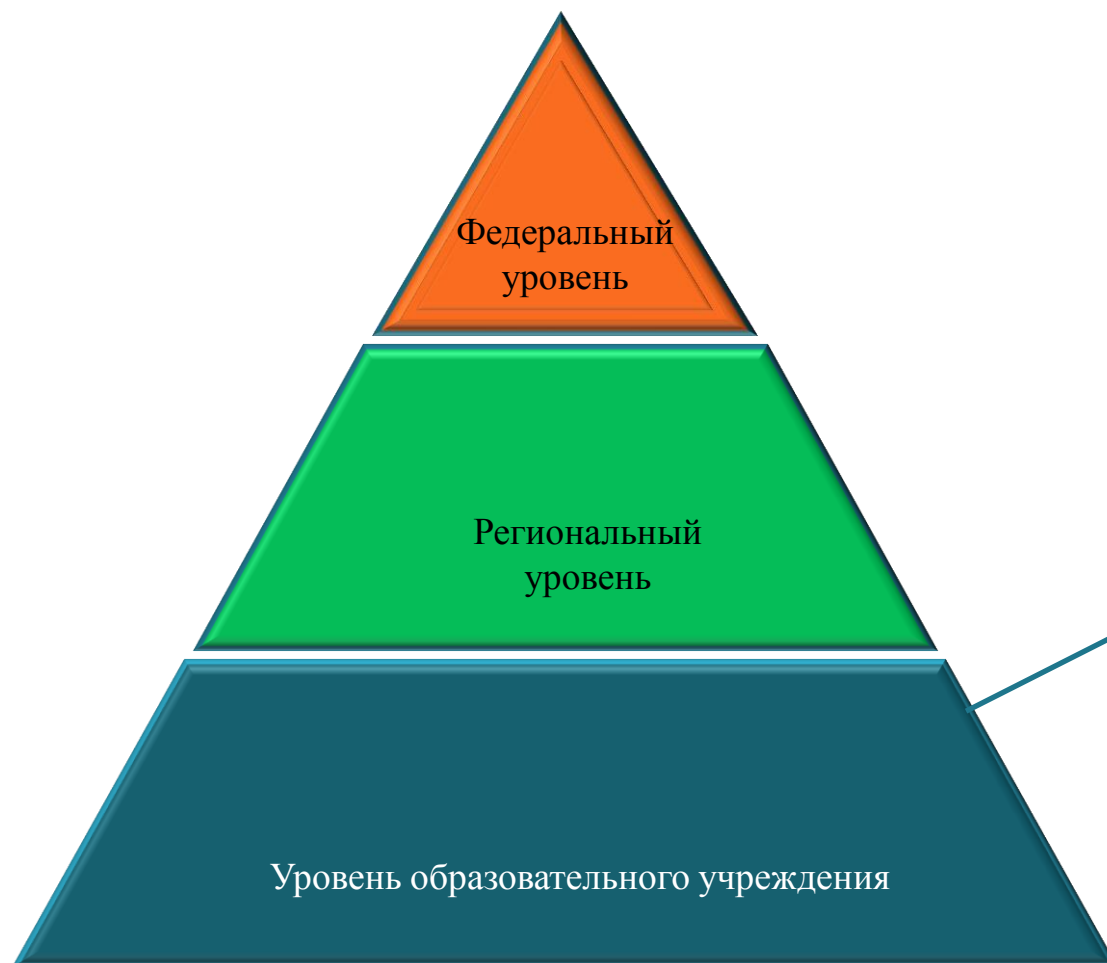 Федеральный
уровень
Региональный
уровень
Уровень образовательного учреждения